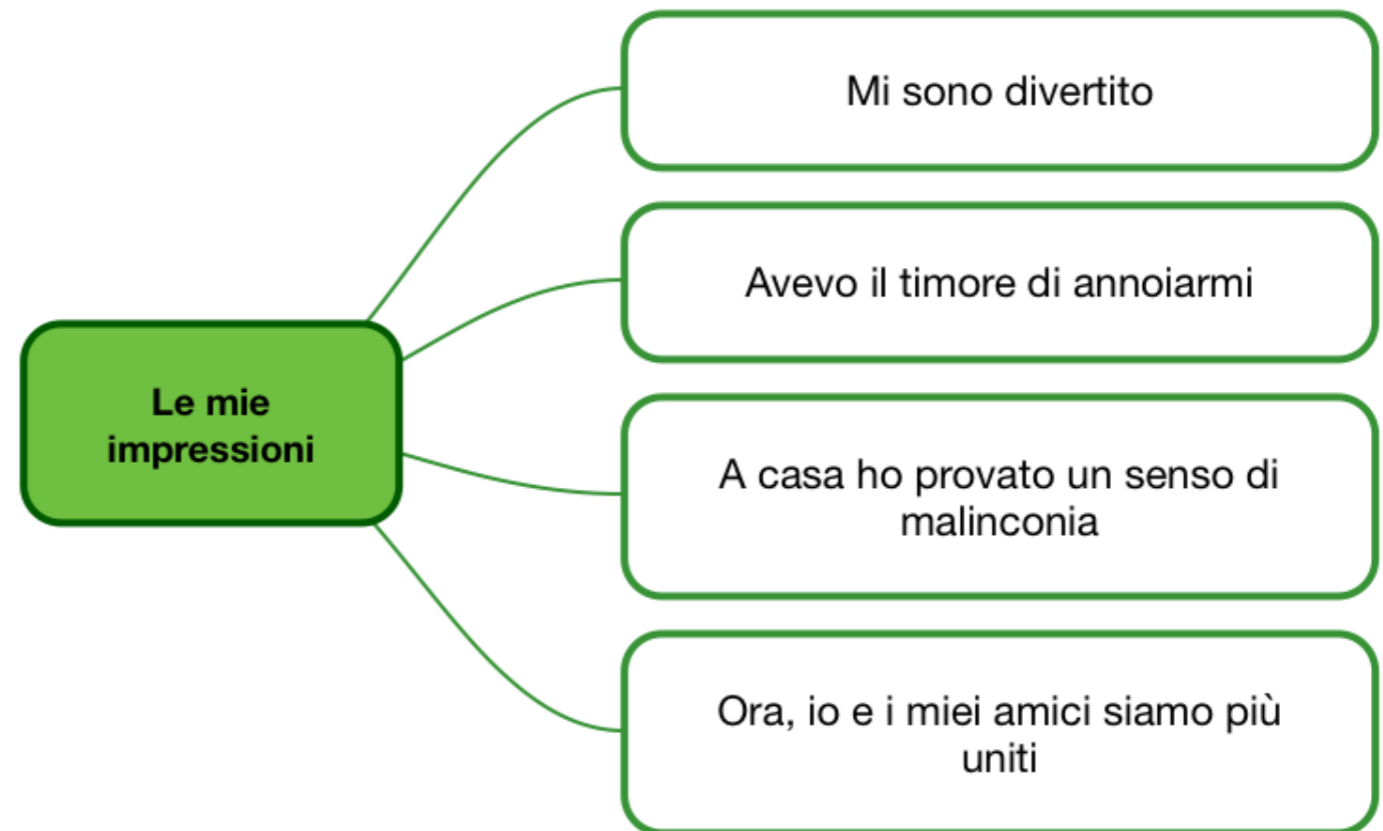 Le mie
impressioni
Mi sono divertito
Avevo il timore di annoiarmi
A casa ho provato un senso di
malinconia
Ora, io e i miei amici siamo più
uniti